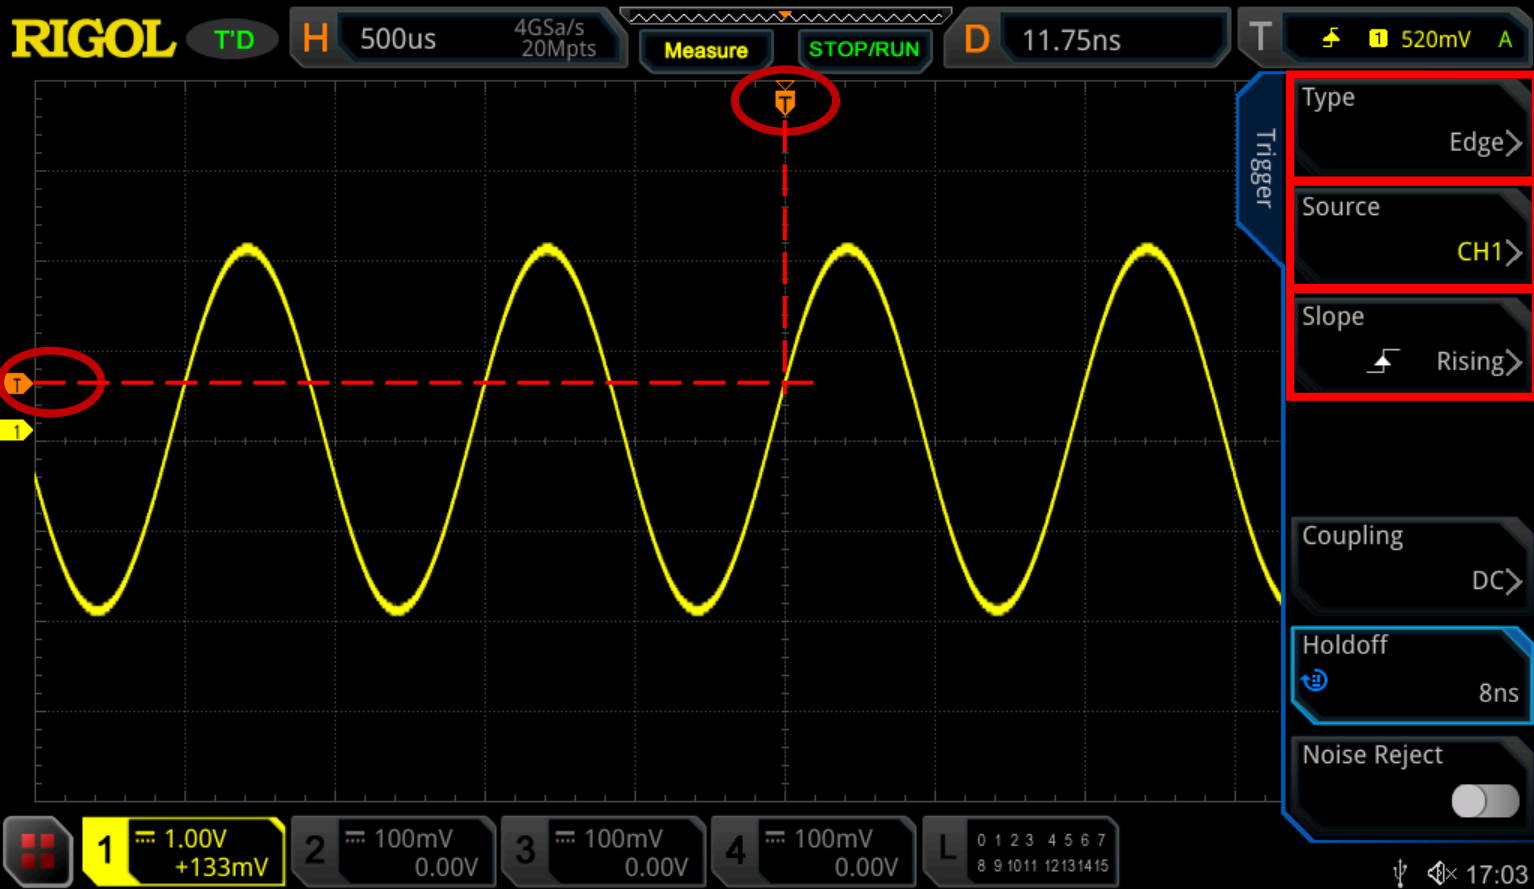 RIGOL
T'D
H
500us
4GSa/s
20Mpts
Measure
STOP/RUN
D
11.75ns
T
1
520mV
A
T
T
1
Trigger
Type
Edge
Source
CH1
Slope
Rising
Coupling
DC
Holdoff
8ns
Noise Reject
1
1.00V
+133mV
2
100mV
0.00V
3
100mV
0.00V
4
100mV
0.00V
L
0 1 2 3 4 5 6 7
8 9 10 11 12 13 14 15
17:03